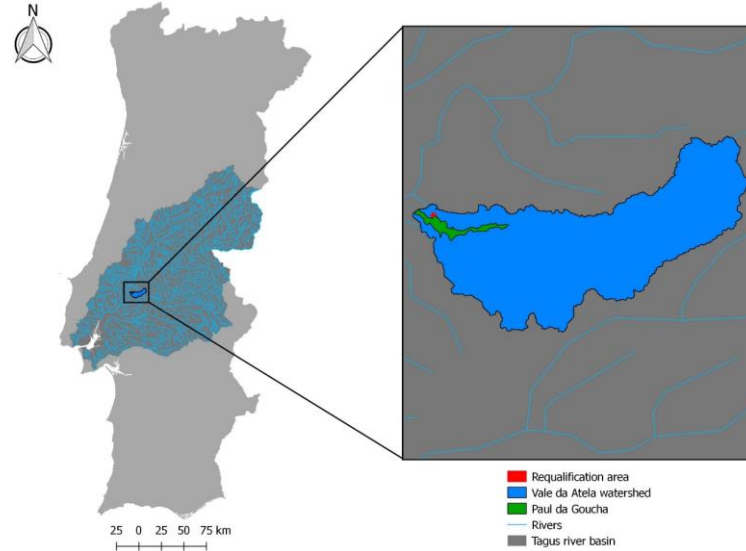 N
25 0 25 50 75 km
Requalification area
Vale da Atela watershed
Paul da Goucha
Rivers
Tagus river basin